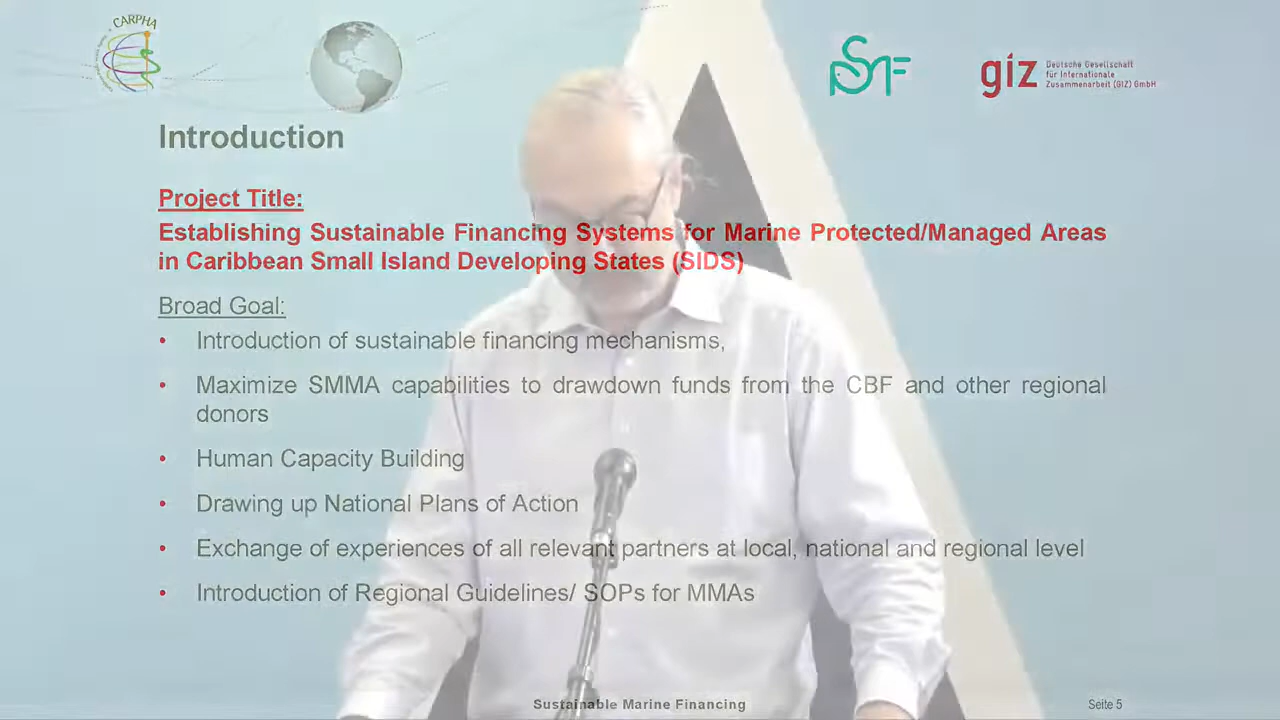 CARPHA
SMF
giz Deutsche Gesellschaft
für Internationale
Zusammenarbeit (GIZ) GmbH
Introduction
Project Title:
Establishing Sustainable Financing Systems for Marine Protected/Managed Areas
in Caribbean Small Island Developing States (SIDS)
Broad Goal:
• Introduction of sustainable financing mechanisms,
• Maximize SMMA capabilities to drawdown funds from the CBF and other regional
donors
• Human Capacity Building
• Drawing up National Plans of Action
• Exchange of experiences of all relevant partners at local, national and regional level
• Introduction of Regional Guidelines/ SOPs for MMAs
Sustainable Marine Financing
Seite 5